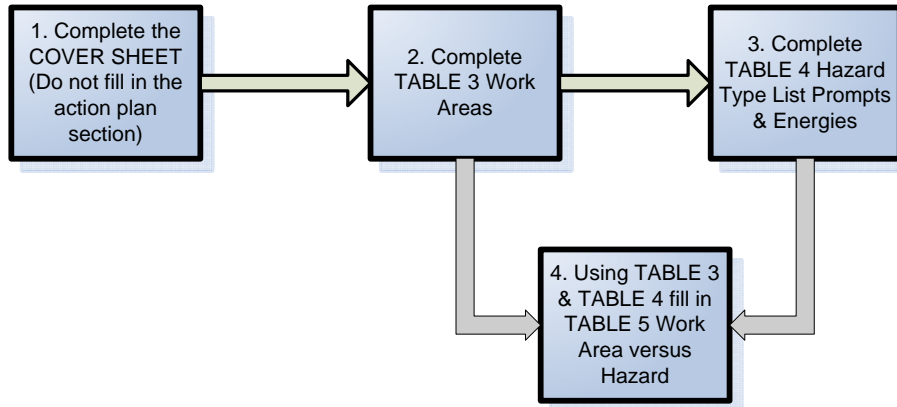 1. Complete the
COVER SHEET
(Do not fill in the
action plan
section)
2. Complete
TABLE 3 Work
Areas
3. Complete
TABLE 4 Hazard
Type List Prompts
& Energies
4. Using TABLE 3
& TABLE 4 fill in
TABLE 5 Work
Area versus
Hazard